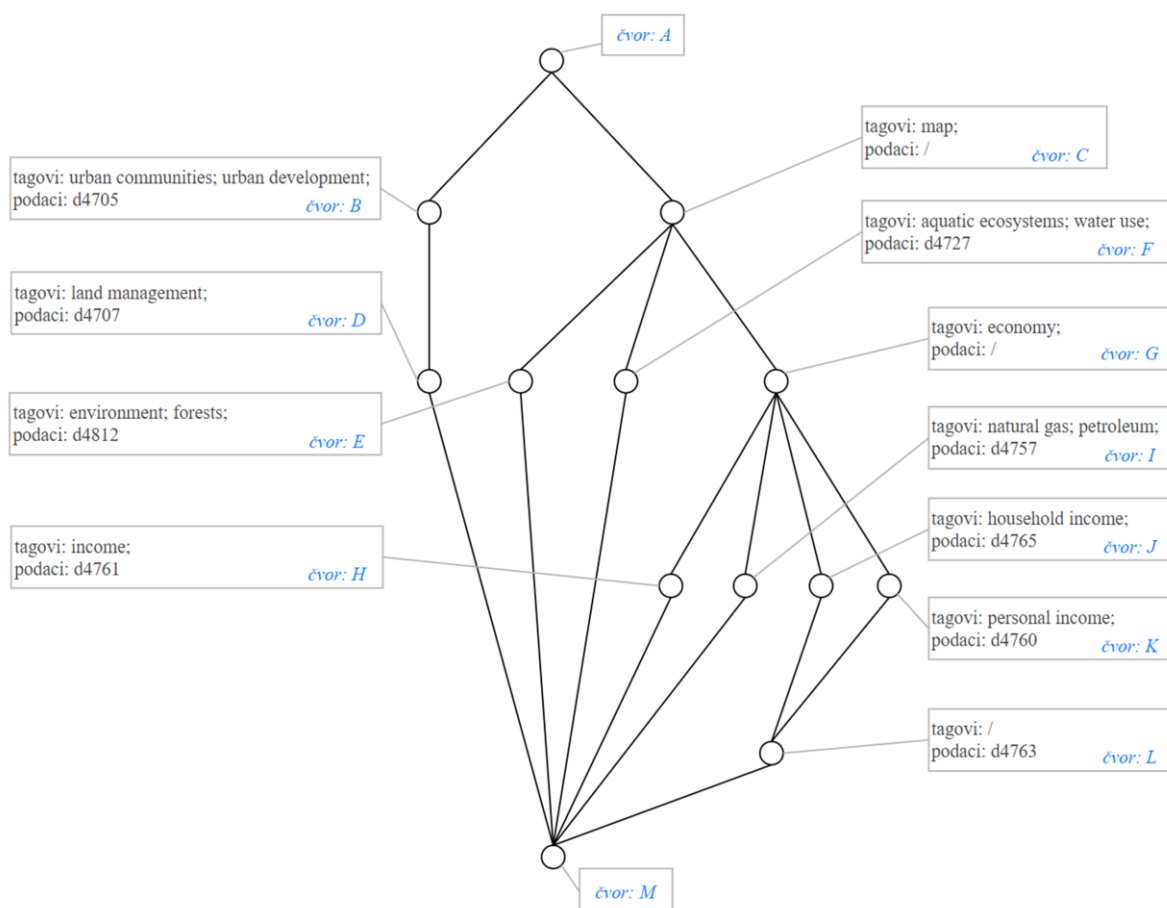 čvor: A
tagovi: map;
podaci: /
čvor: C
tagovi: urban communities; urban development;
podaci: d4705
čvor: B
tagovi: aquatic ecosystems; water use;
podaci: d4727
čvor: F
tagovi: land management;
podaci: d4707
čvor: D
tagovi: economy;
podaci: /
čvor: G
tagovi: environment; forests;
podaci: d4812
čvor: E
tagovi: natural gas; petroleum;
podaci: d4757
čvor: I
tagovi: household income;
podaci: d4765
čvor: J
tagovi: income;
podaci: d4761
čvor: H
tagovi: personal income;
podaci: d4760
čvor: K
tagovi: /
podaci: d4763
čvor: L
čvor: M